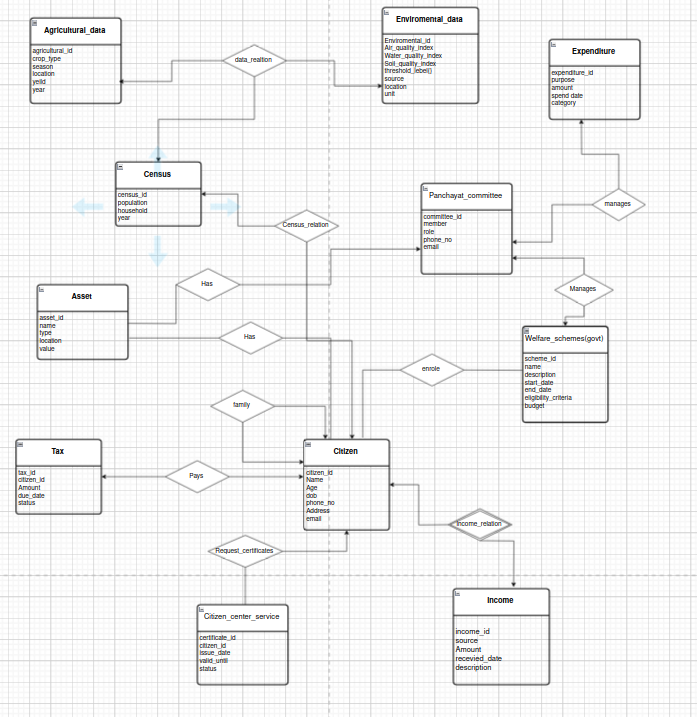 Agricultural_data
agricultural_id
crop_type
season
location
yeild
year
data_realtion
Enviromental_data
Enviromental_id
Air_quality_index
Water_quality_index
Soil_quality_index
threshold_lebel()
source
location
unit
Expenditure
expenditure_id
purpose
amount
spend date
category
Census
census_id
population
household
year
Census_relation
Panchayat_committee
committee_id
member
role
phone_no
email
manages
Asset
asset_id
name
type
location
value
Has
Has
Manages
Welfare_schemes(govt)
scheme_id
name
description
start_date
end_date
eligibility_criteria
budget
enrole
family
Tax
tax_id
citizen_id
Amount
due_date
status
Pays
Citizen
citizen_id
Name
Age
dob
phone_no
Address
email
Income_relation
Request_certificates
Citizen_center_service
certificate_id
citizen_id
issue_date
valid_until
status
Income
income_id
source
Amount
recevied_date
description